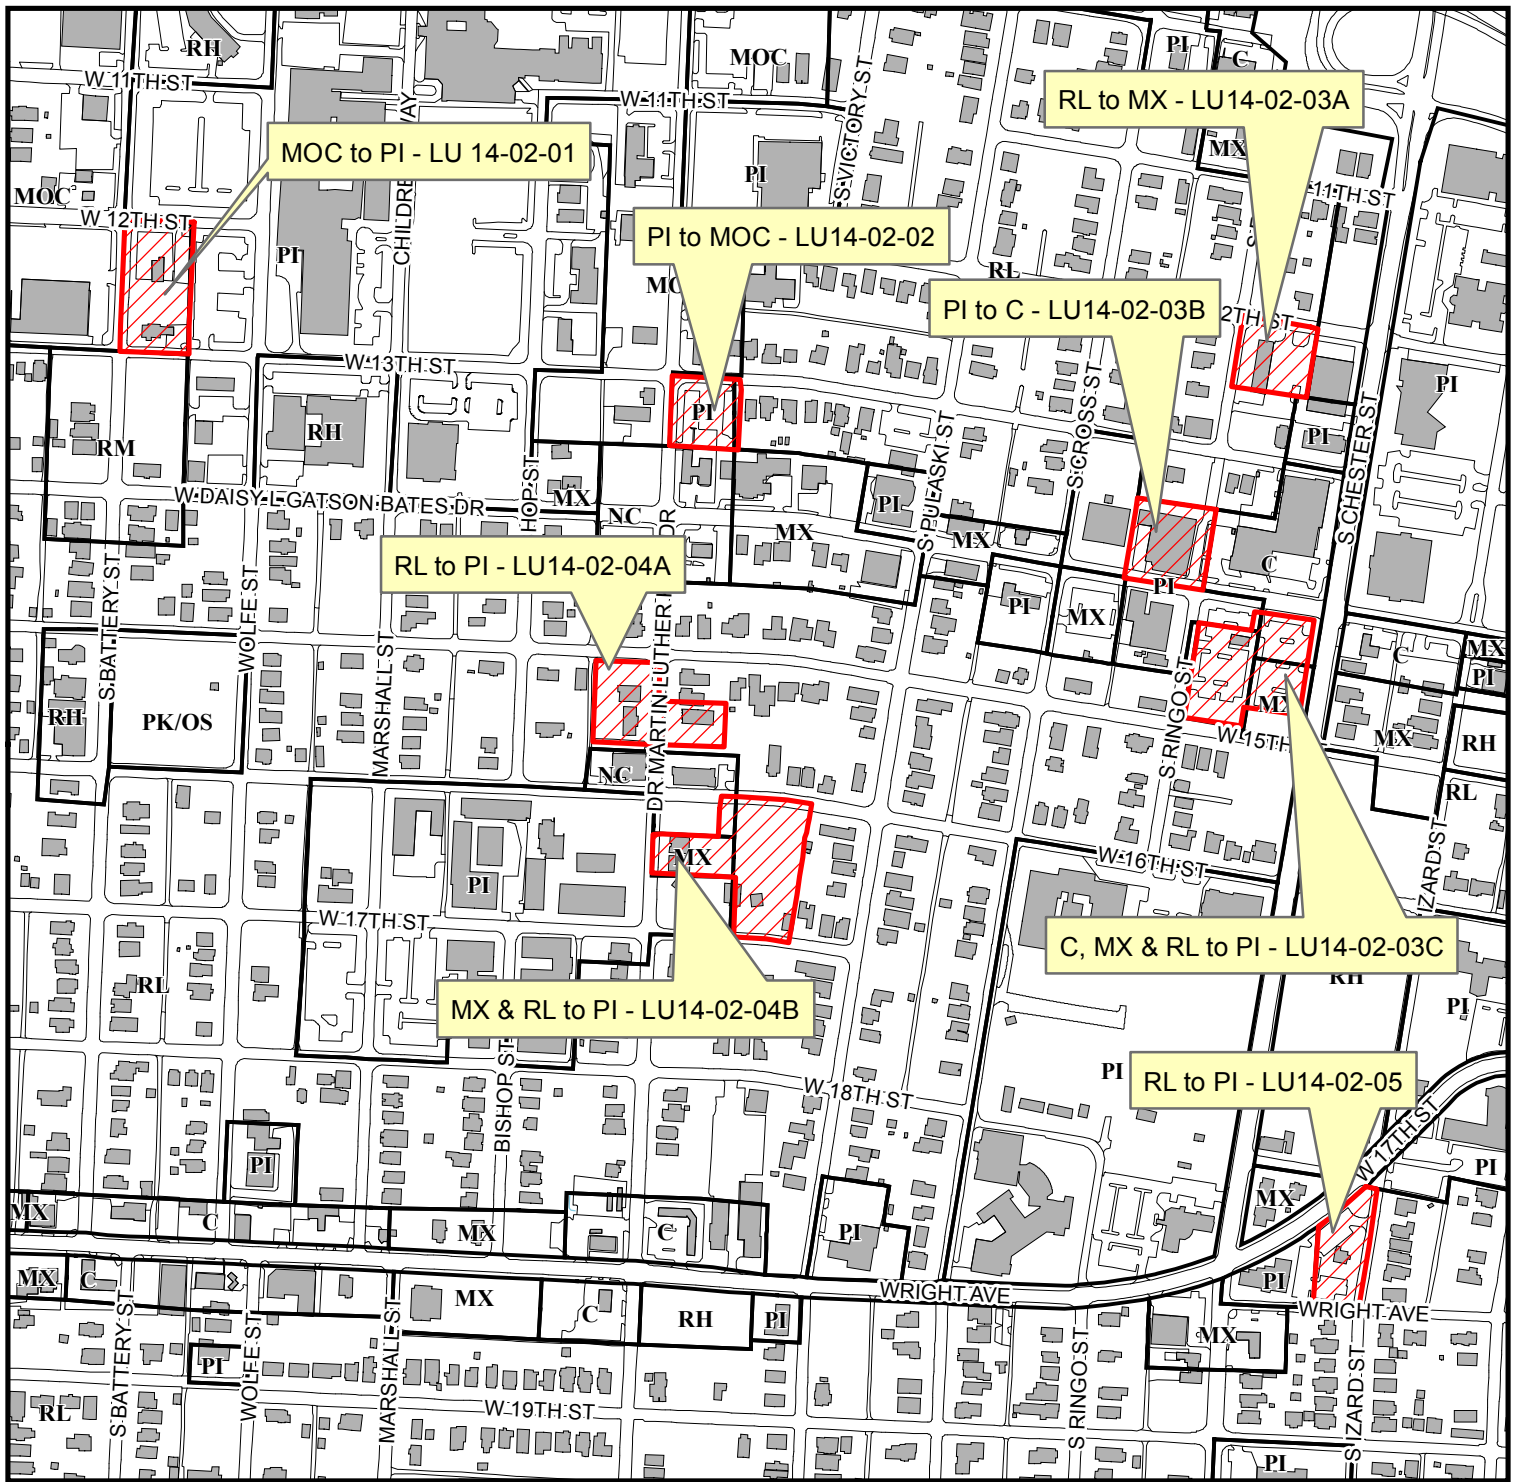 RH
MOC
PI
C
W 11TH ST
W 11TH ST
S VICTORY ST
RL to MX - LU14-02-03A
MX
11TH ST
MOC to PI - LU 14-02-01
PI
MOC
W 12TH ST
PI
PI to MOC - LU14-02-02
RL
PI to C - LU14-02-03B
W 13TH ST
S CROSS ST
PI
PI
RH
RM
PI
S CHESTER ST
W DAISY L GATSON BATES DR
HOP ST
MX
NC
PI
S PULASKI ST
MX
MX
C
RL to PI - LU14-02-04A
PI
PI
MX
S BATTERY ST
WOLFE ST
MARSHALL ST
DR MARTIN LUTHER
DR
C
MX
PI
RH
PK/OS
S RINGO ST
MX
W 15TH
MX
RH
NC
RL
W 16TH ST
MX
PI
IZARD ST
W 17TH ST
C, MX & RL to PI - LU14-02-03C
RH
RL
MX & RL to PI - LU14-02-04B
PI
BISHOP ST
W 18TH ST
PI
RL to PI - LU14-02-05
W 17TH ST
PI
PI
MX
MX
C
MX
C
PI
MX
C
WRIGHT AVE
PI
WRIGHT AVE
MX
C
RH
PI
MX
S BATTERY ST
WOLFE ST
MARSHALL ST
PI
S RINGO ST
S IZARD ST
RL
W 19TH ST
PI